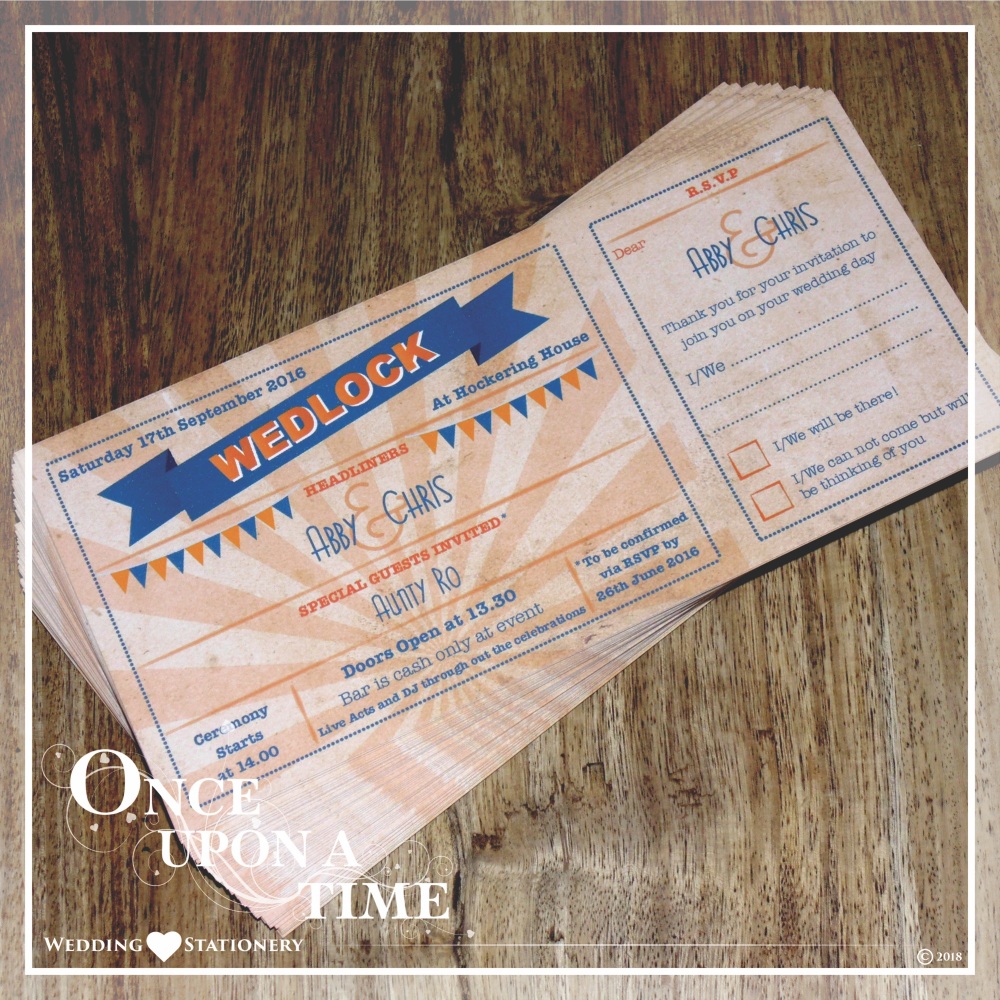 Saturday 17th September 2016
WEDLOCK
At Hockering House
HEADLINERS
ABBY & CHRIS
SPECIAL GUESTS INVITED*
AUNTY RO
Doors Open at 13.30
Bar is cash only at event
Live Acts and DJ through out the celebrations
Ceremony
Starts
at 14.00
*To be confirmed
via RSVP by
26th June 2016
R.S.V.P
Dear
ABBY & CHRIS
Thank you for your invitation to
join you on your wedding day
I/We
I/We will be there!
I/We can not come but will
be thinking of you
ONCE
UPON A
TIME
WEDDING STATIONERY
© 2018